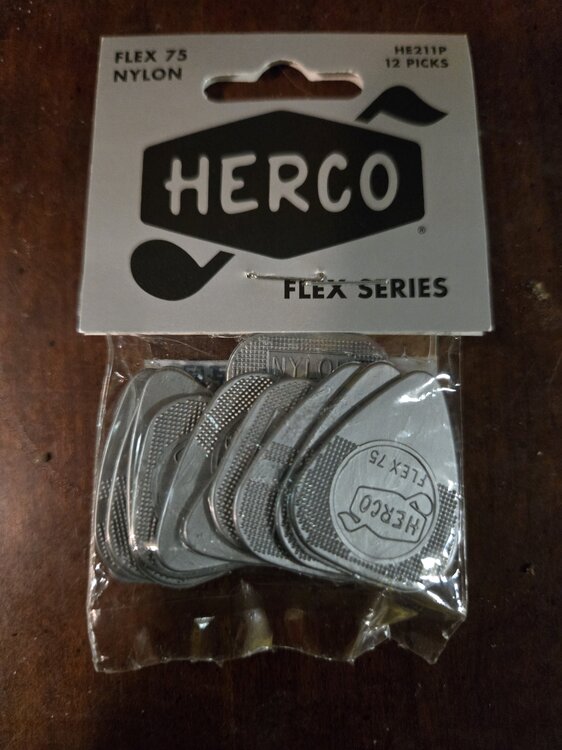 FLEX 75
NYLON
HE211P
12 PICKS
HERCO
®
FLEX SERIES
NYLON
FLEX 75
HERCO